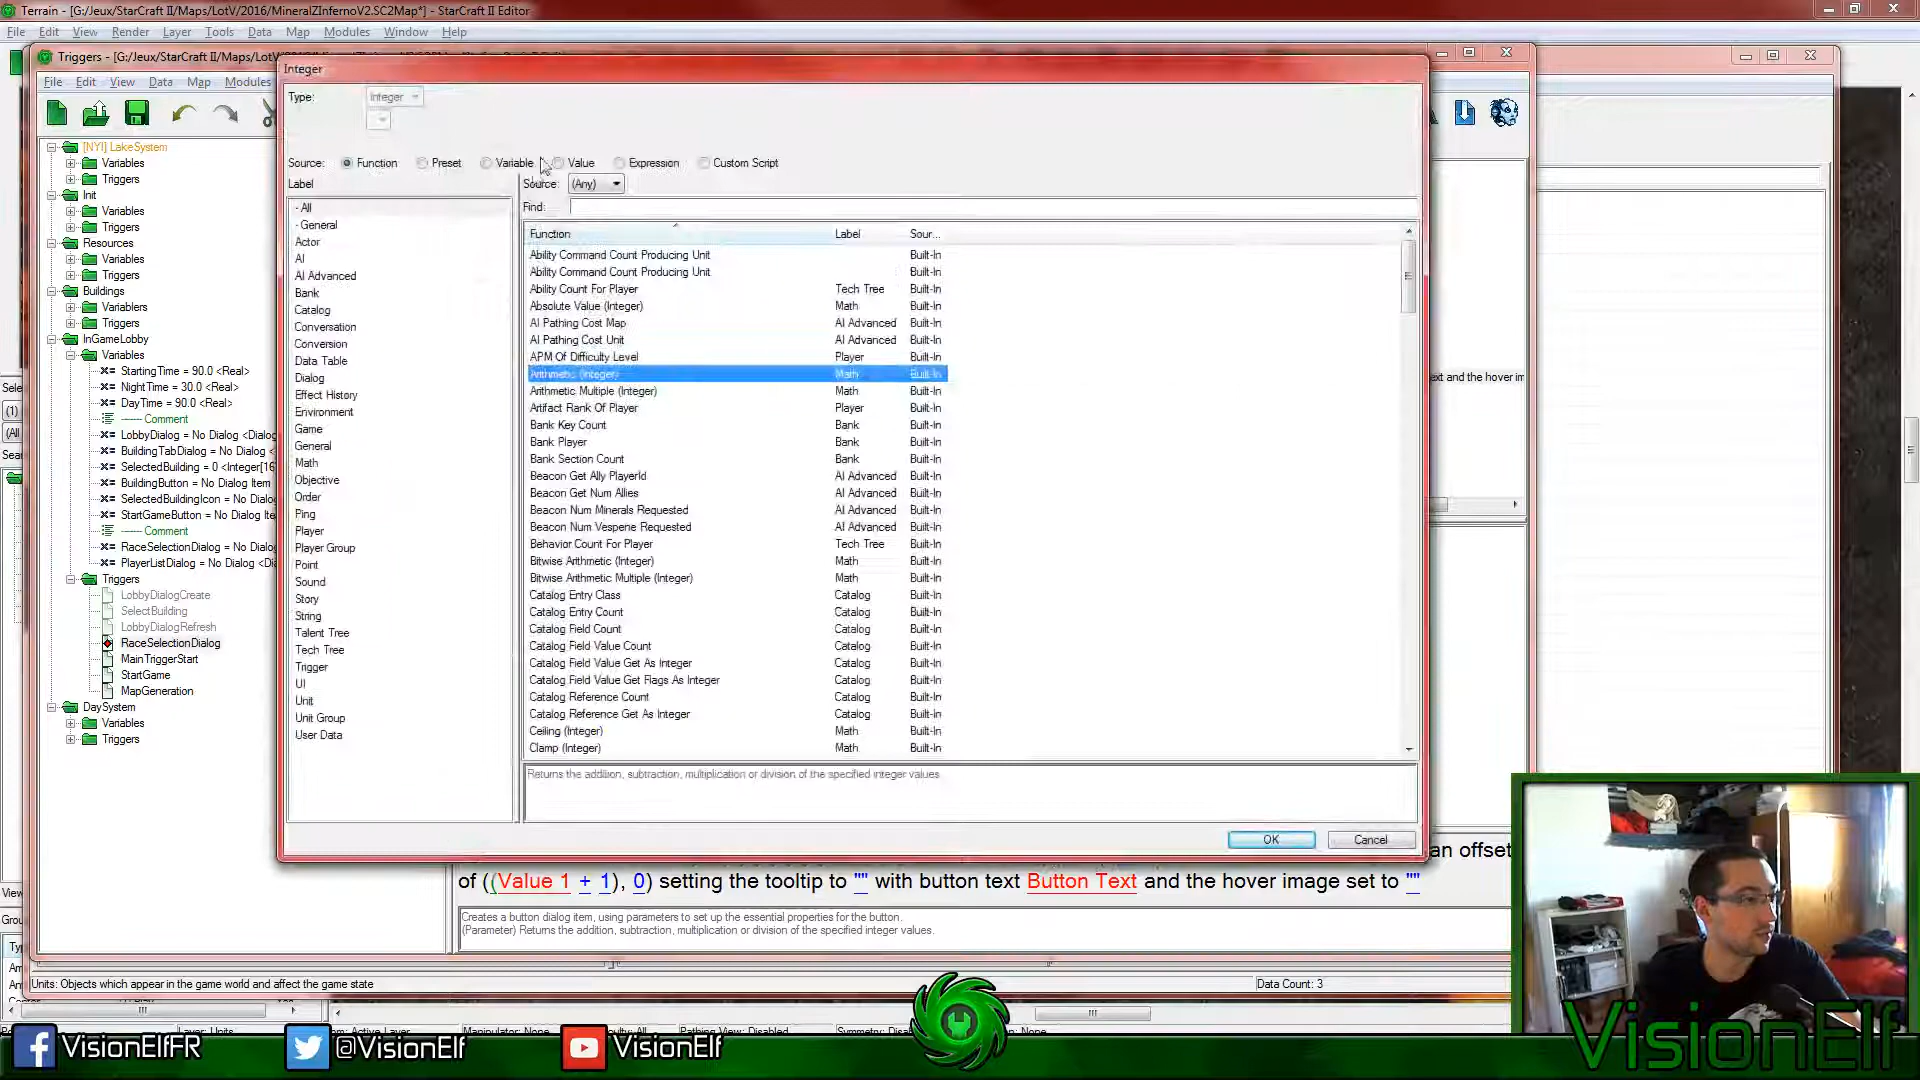 Terrain - [G:/Jeux/StarCraft II/Maps/LotV/2016/MineralZInfernoV2.SC2Map*] - StarCraft II Editor
File Edit View Render Layer Tools Data Map Modules Window Help
Triggers - [G:/Jeux/StarCraft II/Maps/LotV
File Edit View Data Map Modules
[NYI] LakeSystem
Variables
Triggers
Init
Variables
Triggers
Resources
Variables
Triggers
Buildings
Variablers
Triggers
InGameLobby
Variables
StartingTime = 90.0 <Real>
NightTime = 30.0 <Real>
DayTime = 90.0 <Real>
------- Comment
LobbyDialog = No Dialog <Dialog
BuildingTabDialog = No Dialog <
SelectedBuilding = 0 <Integer[16
BuildingButton = No Dialog Item
SelectedBuildingIcon = No Dialog
StartGameButton = No Dialog Ite
------- Comment
RaceSelectionDialog = No Dialo
PlayerListDialog = No Dialog <D
Triggers
LobbyDialogCreate
SelectBuilding
LobbyDialogRefresh
RaceSelectionDialog
MainTriggerStart
StartGame
MapGeneration
DaySystem
Variables
Triggers
Integer
Type: Integer
Source: Function Preset Variable Value Expression Custom Script
Label
Source: (Any)
Find:
- All
- General
Actor
AI
AI Advanced
Bank
Catalog
Conversation
Conversion
Data Table
Dialog
Effect History
Environment
Game
General
Math
Objective
Order
Ping
Player
Player Group
Point
Sound
Story
String
Talent Tree
Tech Tree
Trigger
UI
Unit
Unit Group
User Data
Function Label Sour...
Ability Command Count Producing Unit Built-In
Ability Command Count Producing Unit Built-In
Ability Count For Player Tech Tree Built-In
Absolute Value (Integer) Math Built-In
AI Pathing Cost Map AI Advanced Built-In
AI Pathing Cost Unit AI Advanced Built-In
APM Of Difficulty Level Player Built-In
Arithmetic (Integer) Math Built-In
Arithmetic Multiple (Integer) Math Built-In
Artifact Rank Of Player Player Built-In
Bank Key Count Bank Built-In
Bank Player Bank Built-In
Bank Section Count Bank Built-In
Beacon Get Ally PlayerId AI Advanced Built-In
Beacon Get Num Allies AI Advanced Built-In
Beacon Num Minerals Requested AI Advanced Built-In
Beacon Num Vespene Requested AI Advanced Built-In
Behavior Count For Player Tech Tree Built-In
Bitwise Arithmetic (Integer) Math Built-In
Bitwise Arithmetic Multiple (Integer) Math Built-In
Catalog Entry Class Catalog Built-In
Catalog Entry Count Catalog Built-In
Catalog Field Count Catalog Built-In
Catalog Field Value Count Catalog Built-In
Catalog Field Value Get As Integer Catalog Built-In
Catalog Field Value Get Flags As Integer Catalog Built-In
Catalog Reference Count Catalog Built-In
Catalog Reference Get As Integer Catalog Built-In
Ceiling (Integer) Math Built-In
Clamp (Integer) Math Built-In
Returns the addition, subtraction, multiplication or division of the specified integer values.
OK Cancel
ext and the hover im
an offset
of ((Value 1 + 1), 0) setting the tooltip to "" with button text Button Text and the hover image set to ""
Creates a button dialog item, using parameters to set up the essential properties for the button.
(Parameter) Returns the addition, subtraction, multiplication or division of the specified integer values.
Units: Objects which appear in the game world and affect the game state
Data Count: 3
VisionElfFR
@VisionElf
VisionElf
VisionElf